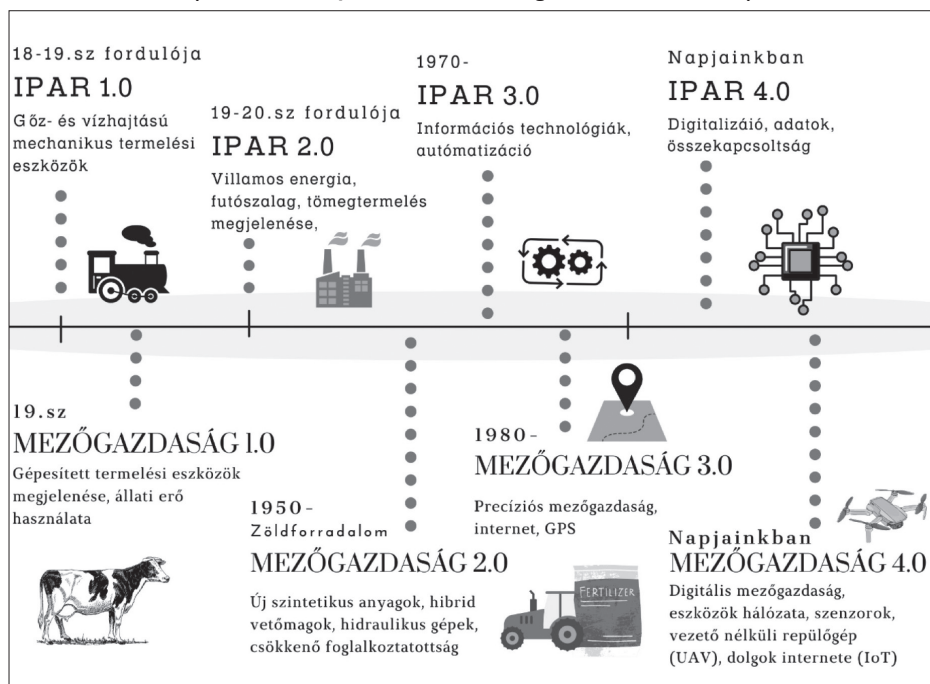 18-19.sz fordulója
IPAR 1.0
Gőz- és vízhajtású
mechanikus termelési
eszközök
19-20.sz fordulója
IPAR 2.0
Villamos energia,
futószalag, tömegtermelés
megjelenése,
1970-
IPAR 3.0
Információs technológiák,
autómatizáció
Napjainkban
IPAR 4.0
Digitalizáió, adatok,
összekapcsoltság
19.sz
MEZŐGAZDASÁG 1.0
Gépesített termelési eszközök
megjelenése, állati erő
használata
1950-
Zöldforradalom
MEZŐGAZDASÁG 2.0
Új szintetikus anyagok, hibrid
vetőmagok, hidraulikus gépek,
csökkenő foglalkoztatottság
FERTILIZER
1980-
MEZŐGAZDASÁG 3.0
Precíziós mezőgazdaság,
internet, GPS
Napjainkban
MEZŐGAZDASÁG 4.0
Digitális mezőgazdaság,
eszközök hálózata, szenzorok,
vezető nélküli repülőgép
(UAV), dolgok internete (IoT)